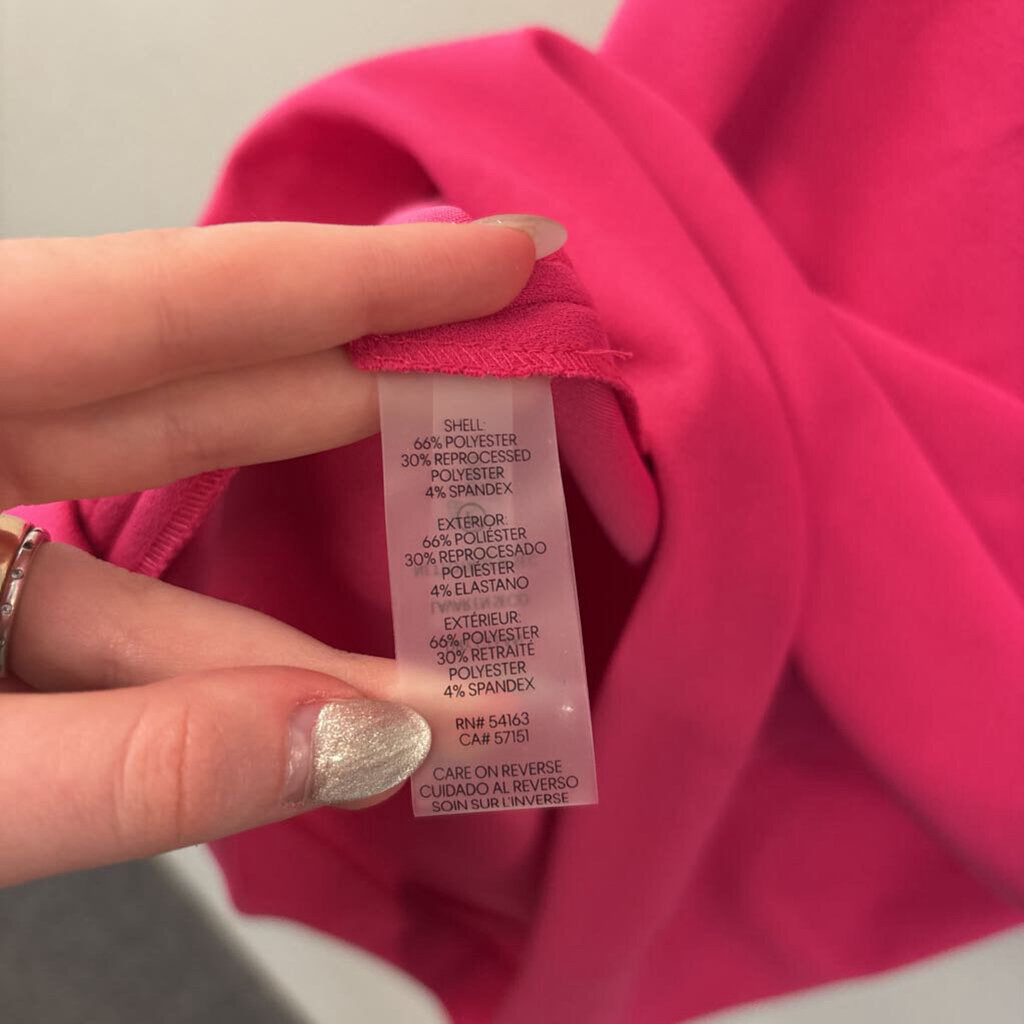 SHELL:
66% POLYESTER
30% REPROCESSED
POLYESTER
4% SPANDEX
EXTERIOR:
66% POLIÉSTER
30% REPROCESADO
POLIÉSTER
4% ELASTANO
EXTÉRIEUR:
66% POLYESTER
30% RETRAITÉ
POLYESTER
4% SPANDEX
RN# 54163
CA# 57151
CARE ON REVERSE
CUIDADO AL REVERSO
SOIN SUR L'INVERSE